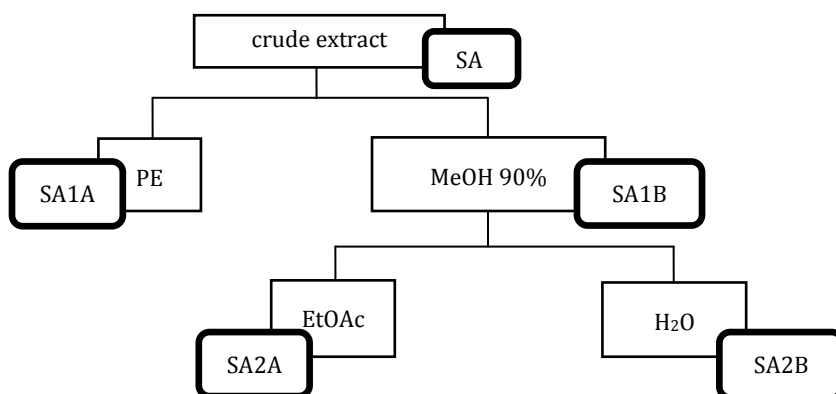 crude extract
SA
PE
SA1A
MeOH 90%
SA1B
EtOAc
SA2A
H₂O
SA2B